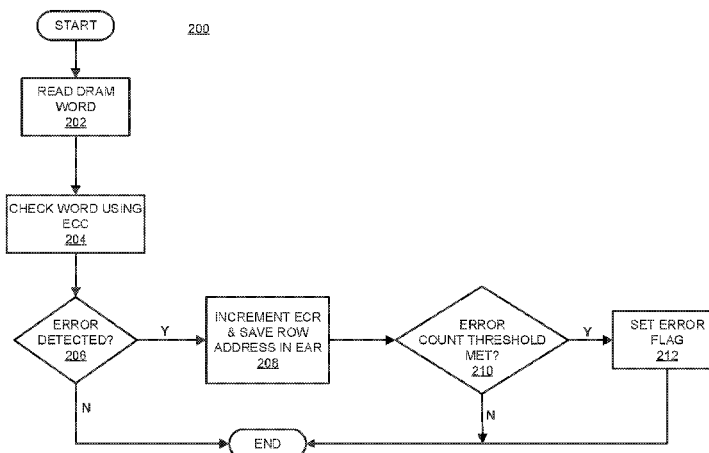 START
200
READ DRAM
WORD
202
CHECK WORD USING
ECC
204
ERROR
DETECTED?
206
Y
INCREMENT ECR
& SAVE ROW
ADDRESS IN EAR
208
ERROR
COUNT THRESHOLD
MET?
210
Y
SET ERROR
FLAG
212
N
N
END